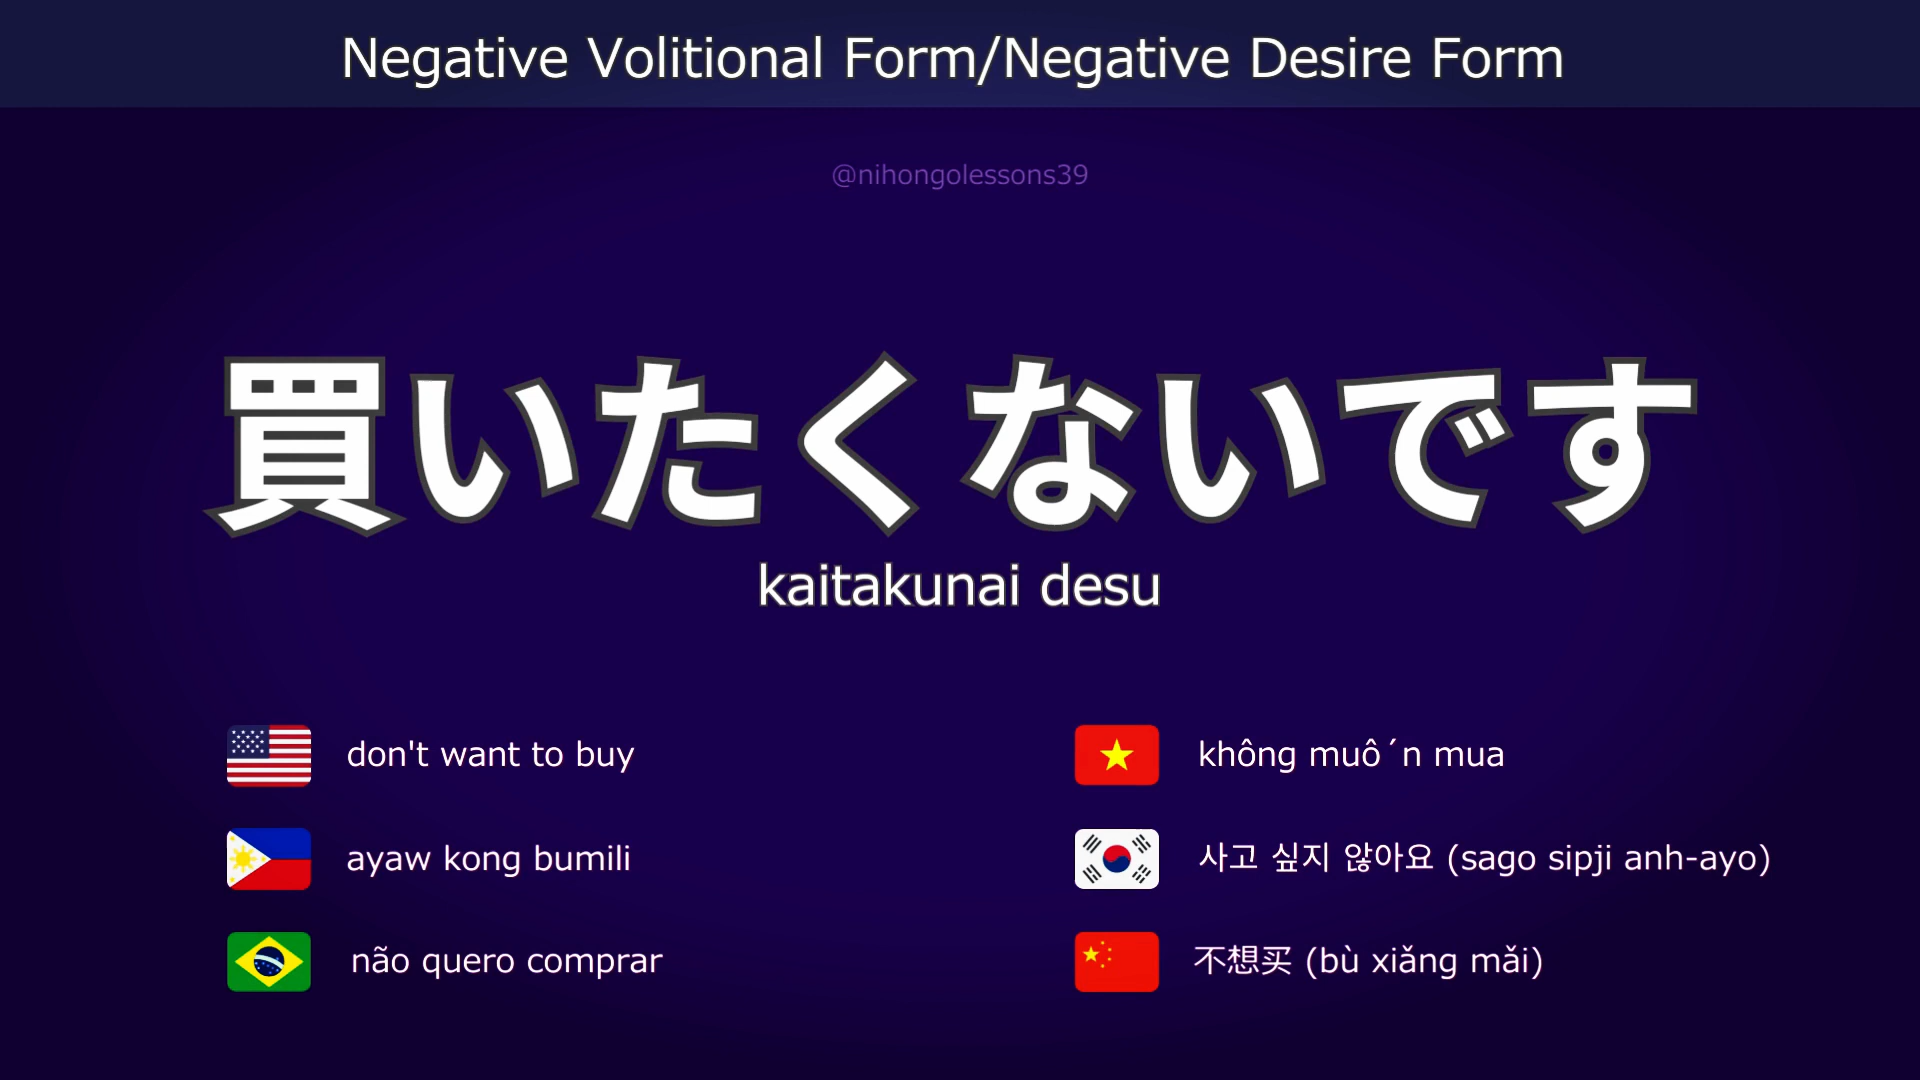 Negative Volitional Form/Negative Desire Form
@nihongolessons39
買いたくないです
kaitakunai desu
don't want to buy
ayaw kong bumili
não quero comprar
không muô´n mua
사고 싶지 않아요 (sago sipji anh-ayo)
不想买 (bù xiǎng mǎi)